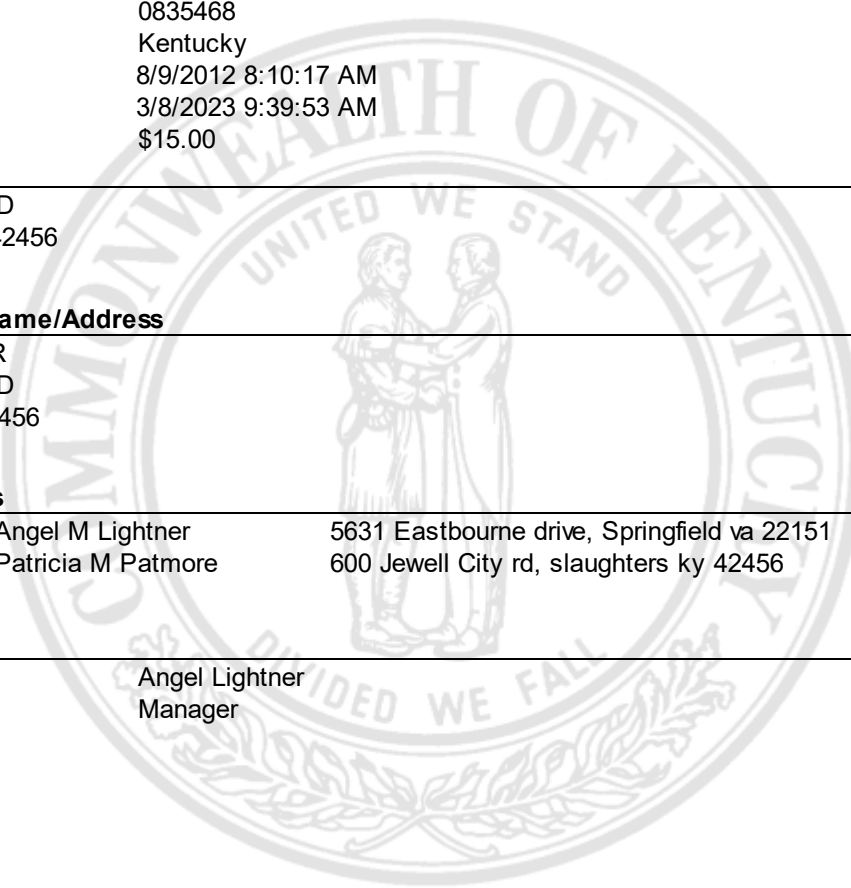 0835468
Kentucky
8/9/2012 8:10:17 AM
3/8/2023 9:39:53 AM
$15.00
D
42456
ame/Address
R
D
456
s
Angel M Lightner 5631 Eastbourne drive, Springfield va 22151
Patricia M Patmore 600 Jewell City rd, slaughters ky 42456
Angel Lightner
Manager
COMMONWEALTH OF KENTUCKY
UNITED WE STAND
DIVIDED WE FALL